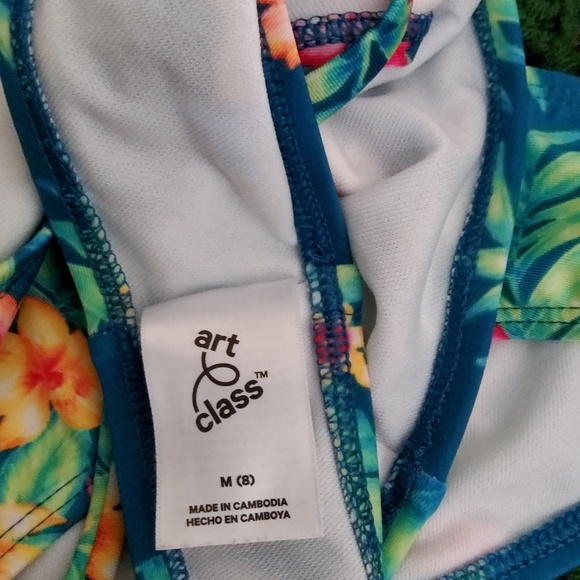 art
class™
M (8)
MADE IN CAMBODIA
HECHO EN CAMBOYA